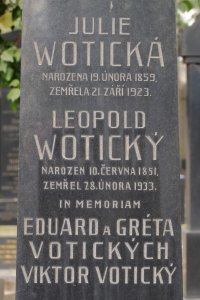 JULIE
WOTICKÁ
NAROZENA 19. ÚNORA 1859,
ZEMŘELA 21. ZÁŘÍ 1923.
LEOPOLD
WOTICKÝ
NAROZEN 10. ČERVNA 1851,
ZEMŘEL 28. ÚNORA 1933.
IN MEMORIAM
EDUARD A GRÉTA
VOTICKÝCH
VIKTOR VOTICKÝ